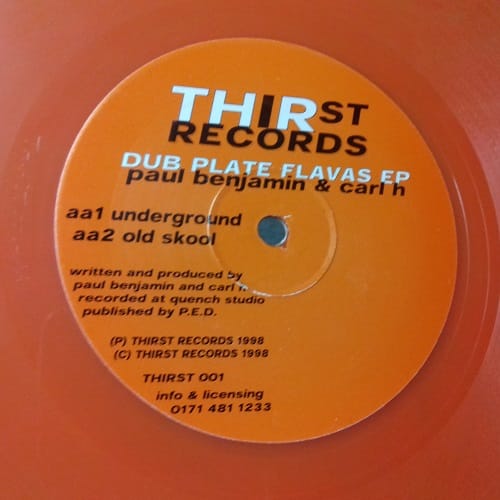 THIRST
RECORDS
DUB PLATE FLAVAS EP
paul benjamin & carl h
aa1 underground
aa2 old skool
written and produced by
paul benjamin and carl h
recorded at quench studio
published by P.E.D.
(P) THIRST RECORDS 1998
(C) THIRST RECORDS 1998
THIRST 001
info & licensing
0171 481 1233